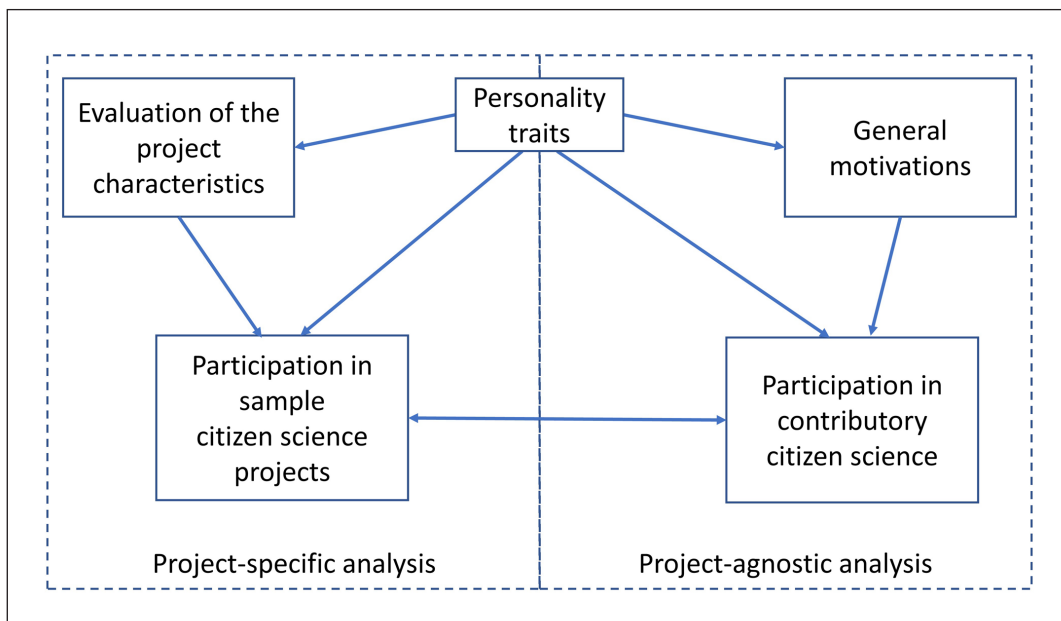 Evaluation of the
project
characteristics
Personality
traits
General
motivations
Participation in
sample
citizen science
projects
Participation in
contributory
citizen science
Project-specific analysis
Project-agnostic analysis